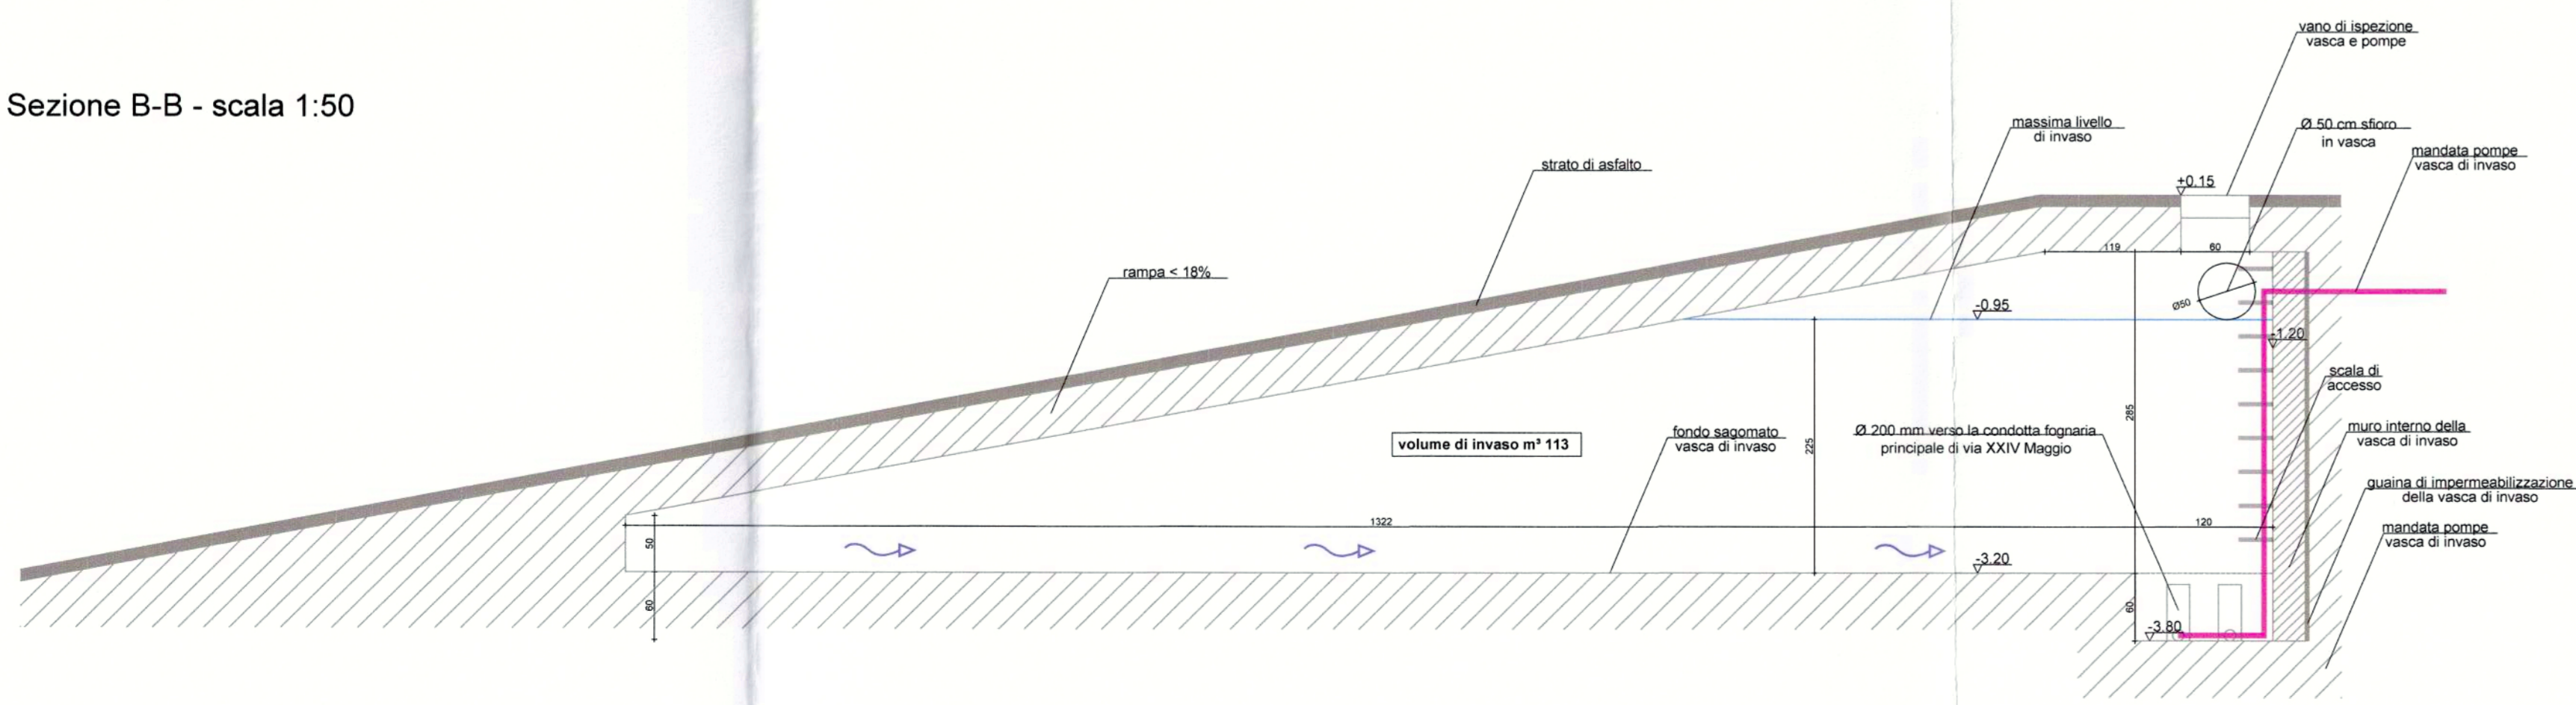 Sezione B-B - scala 1:50
vano di ispezione
vasca e pompe
massima livello
di invaso
Ø 50 cm sfioro
in vasca
mandata pompe
vasca di invaso
strato di asfalto
+0.15
rampa < 18%
119
60
Ø50
-0.95
-1.20
scala di
accesso
285
225
volume di invaso m³ 113
fondo sagomato
vasca di invaso
Ø 200 mm verso la condotta fognaria
principale di via XXIV Maggio
muro interno della
vasca di invaso
guaina di impermeabilizzazione
della vasca di invaso
1322
120
mandata pompe
vasca di invaso
50
-3.20
60
60
-3.80